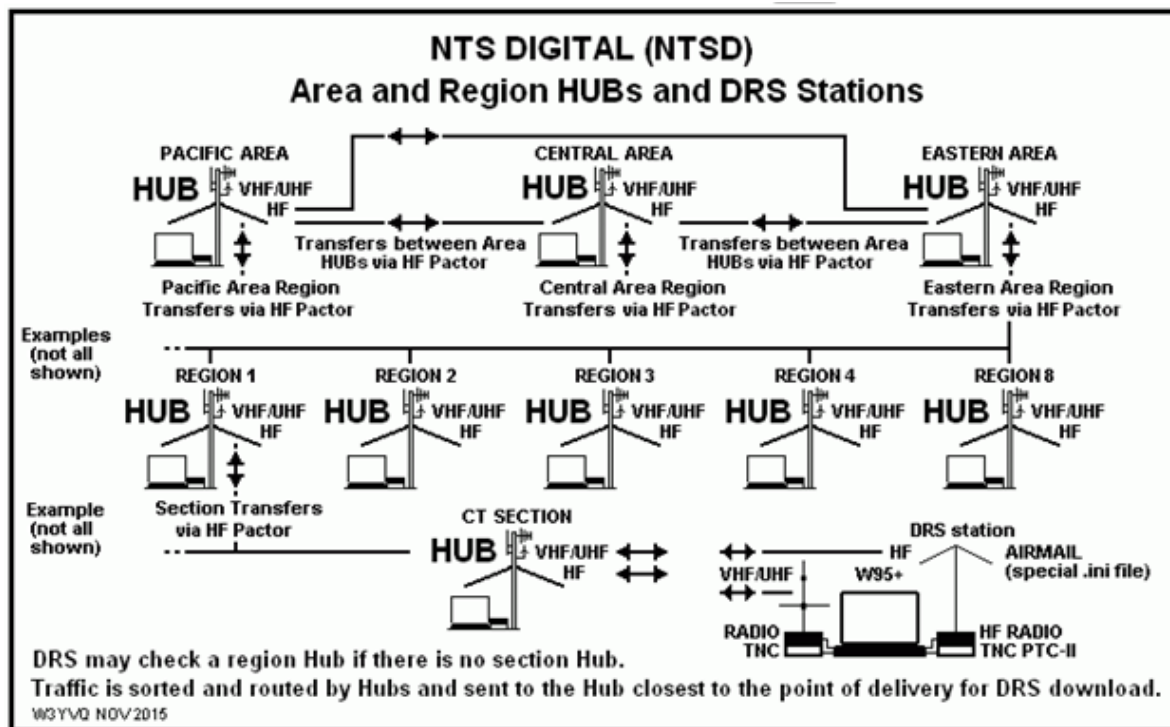 NTS DIGITAL (NTSD)
Area and Region HUBs and DRS Stations
PACIFIC AREA
HUB
VHF/UHF
HF
CENTRAL AREA
HUB
VHF/UHF
HF
EASTERN AREA
HUB
VHF/UHF
HF
Transfers between Area
HUBs via HF Pactor
Transfers between Area
HUBs via HF Pactor
Pacific Area Region
Transfers via HF Pactor
Central Area Region
Transfers via HF Pactor
Eastern Area Region
Transfers via HF Pactor
Examples
(not all
shown)
REGION 1
HUB
VHF/UHF
HF
REGION 2
HUB
VHF/UHF
HF
REGION 3
HUB
VHF/UHF
HF
REGION 4
HUB
VHF/UHF
HF
REGION 8
HUB
VHF/UHF
HF
Section Transfers
via HF Pactor
Example
(not all
shown)
CT SECTION
HUB
VHF/UHF
HF
DRS station
HF
AIRMAIL
(special .ini file)
VHF/UHF
W95+
RADIO
TNC
HF RADIO
TNC PTC-II
DRS may check a region Hub if there is no section Hub.
Traffic is sorted and routed by Hubs and sent to the Hub closest to the point of delivery for DRS download.
W3YVQ NOV 2015